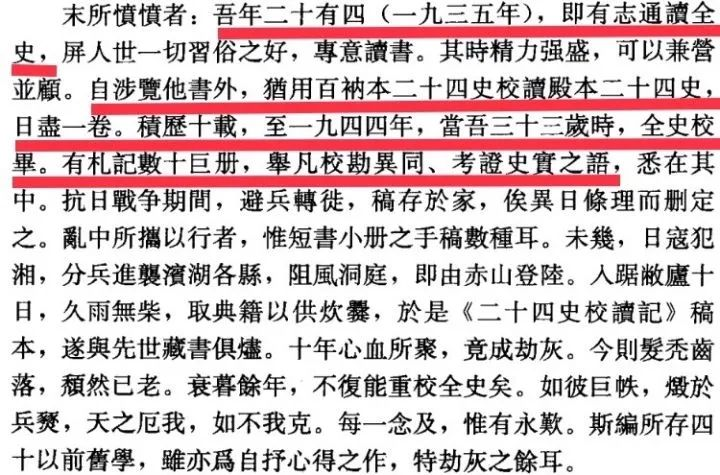 末所憤憤者：吾年二十有四（一九三五年），即有志通讀全
史，屏人世一切習俗之好，專意讀書。其時精力强盛，可以兼營
並顧。自涉覽他書外，猶用百衲本二十四史校讀殿本二十四史，
日盡一卷。積歷十載，至一九四四年，當吾三十三歲時，全史校
畢。有札記數十巨册，舉凡校勘異同、考證史實之語，悉在其
中。抗日戰争期間，避兵轉徙，稿存於家，俟異日條理而删定
之。亂中所攜以行者，惟短書小册之手稿數種耳。未幾，日寇犯
湘，分兵進襲濱湖各縣，阻風洞庭，即由赤山登陸。入踞敝廬十
日，久雨無柴，取典籍以供炊爨，於是《二十四史校讀記》稿
本，遂與先世藏書俱燼。十年心血所聚，竟成劫灰。今則髮禿齒
落，頹然已老。衰暮餘年，不復能重校全史矣。如彼巨帙，燬於
兵燹，天之厄我，如不我克。每一念及，惟有永歎。斯編所存四
十以前舊學，雖亦爲自抒心得之作，特劫灰之餘耳。